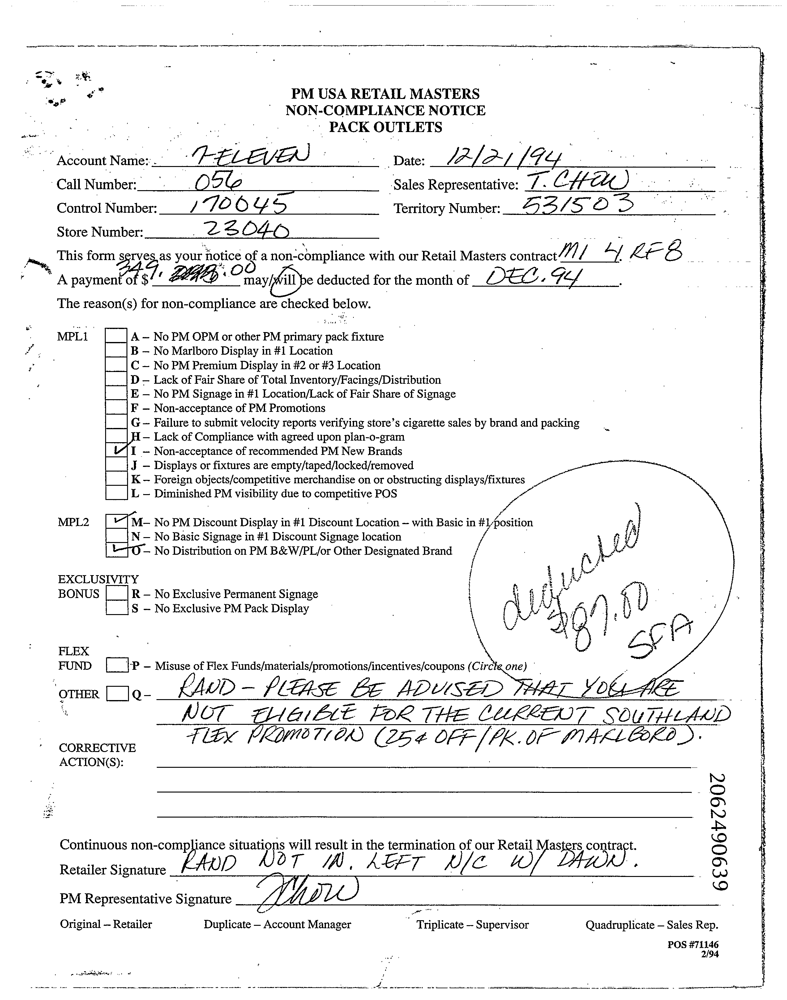 PM USA RETAIL MASTERS
NON-COMPLIANCE NOTICE
PACK OUTLETS
Account Name: 7-ELEVEN Date: 12/21/94
Call Number: 056 Sales Representative: T. CHOW
Control Number: 170045 Territory Number: 531503
Store Number: 23040
This form serves as your notice of a non-compliance with our Retail Masters contract M1 4 RF8
A payment of $ 349.00 may/will be deducted for the month of DEC. 94.
The reason(s) for non-compliance are checked below.
MPL1 A – No PM OPM or other PM primary pack fixture
B – No Marlboro Display in #1 Location
C – No PM Premium Display in #2 or #3 Location
D – Lack of Fair Share of Total Inventory/Facings/Distribution
E – No PM Signage in #1 Location/Lack of Fair Share of Signage
F – Non-acceptance of PM Promotions
G – Failure to submit velocity reports verifying store's cigarette sales by brand and packing
H – Lack of Compliance with agreed upon plan-o-gram
✓ I – Non-acceptance of recommended PM New Brands
J – Displays or fixtures are empty/taped/locked/removed
K – Foreign objects/competitive merchandise on or obstructing displays/fixtures
L – Diminished PM visibility due to competitive POS
MPL2 ✓ M – No PM Discount Display in #1 Discount Location – with Basic in #1 position
N – No Basic Signage in #1 Discount Signage location
✓ O – No Distribution on PM B&W/PL/or Other Designated Brand
deducted
$87.00
SFA
EXCLUSIVITY
BONUS R – No Exclusive Permanent Signage
S – No Exclusive PM Pack Display
FLEX
FUND P – Misuse of Flex Funds/materials/promotions/incentives/coupons (Circle one)
OTHER Q – RAND – PLEASE BE ADVISED THAT YOU ARE
NOT ELIGIBLE FOR THE CURRENT SOUTHLAND
FLEX PROMOTION (25¢ OFF/PK. OF MARLBORO).
CORRECTIVE
ACTION(S):
Continuous non-compliance situations will result in the termination of our Retail Masters contract.
Retailer Signature RAND NOT IN. LEFT N/C W/ DAWN.
PM Representative Signature TChow
Original – Retailer Duplicate – Account Manager Triplicate – Supervisor Quadruplicate – Sales Rep.
POS #71146
2/94
2062490639